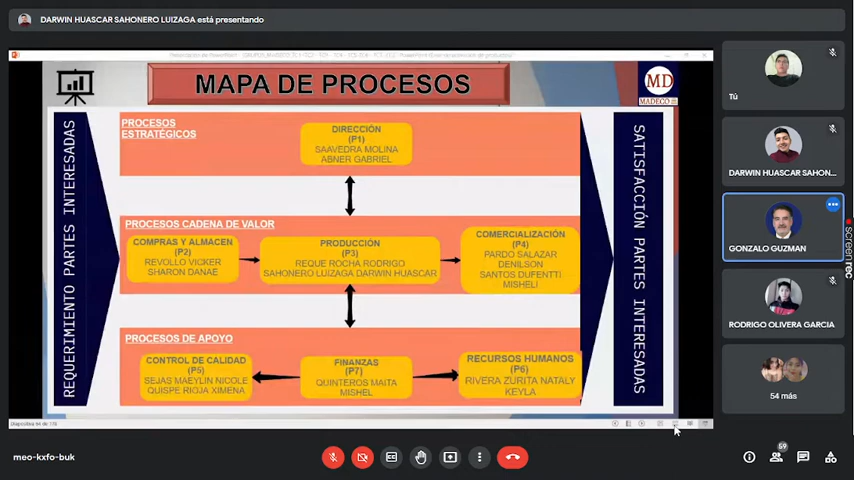 DARWIN HUASCAR SAHONERO LUIZAGA está presentando
MAPA DE PROCESOS
MD
MADECO
REQUERIMIENTO PARTES INTERESADAS
PROCESOS
ESTRATÉGICOS
DIRECCIÓN
(P1)
SAAVEDRA MOLINA
ABNER GABRIEL
PROCESOS CADENA DE VALOR
COMPRAS Y ALMACEN
(P2)
REVOLLO VICKER
SHARON DANAE
PRODUCCIÓN
(P3)
REQUE ROCHA RODRIGO
SAHONERO LUIZAGA DARWIN HUASCAR
COMERCIALIZACIÓN
(P4)
PARDO SALAZAR
DENILSON
SANTOS DUFENTTI
MISHELI
PROCESOS DE APOYO
CONTROL DE CALIDAD
(P5)
SEJAS MAEYLIN NICOLE
QUISPE RIOJA XIMENA
FINANZAS
(P7)
QUINTEROS MAITA
MISHEL
RECURSOS HUMANOS
(P6)
RIVERA ZURITA NATALY
KEYLA
SATISFACCIÓN PARTES INTERESADAS
Tú
DARWIN HUASCAR SAHON...
GONZALO GUZMAN
RODRIGO OLIVERA GARCIA
54 más
screen rec
meo-kxfo-buk
59